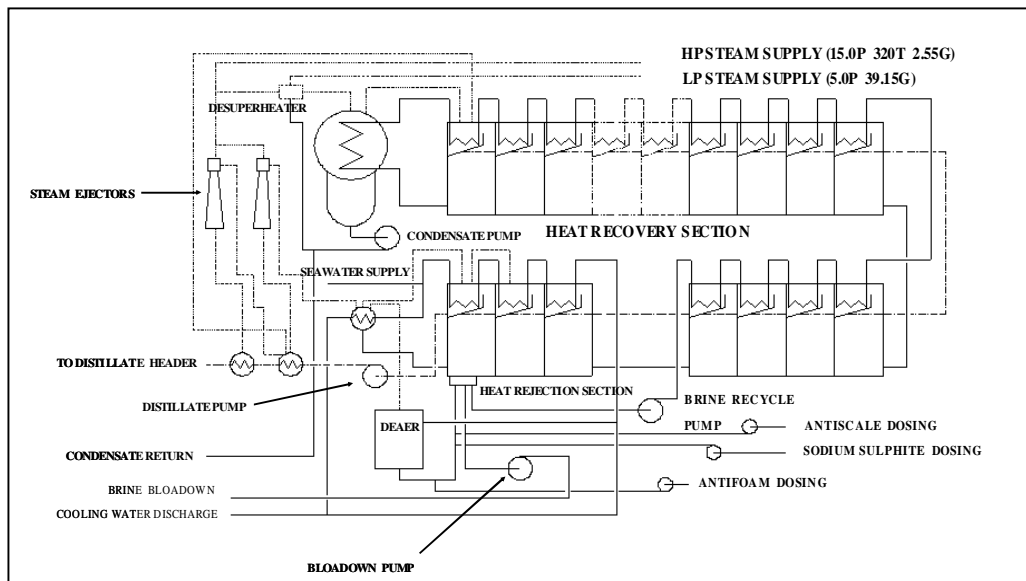 HP STEAM SUPPLY (15.0P 320T 2.55G)
LP STEAM SUPPLY (5.0P 39.15G)
DESUPERHEATER
STEAM EJECTORS
CONDENSATE PUMP
HEAT RECOVERY SECTION
SEAWATER SUPPLY
TO DISTILLATE HEADER
HEAT REJECTION SECTION
DISTILLATE PUMP
BRINE RECYCLE
PUMP
DEAER
ANTISCALE DOSING
SODIUM SULPHITE DOSING
CONDENSATE RETURN
ANTIFOAM DOSING
BRINE BLOADOWN
COOLING WATER DISCHARGE
BLOADOWN PUMP